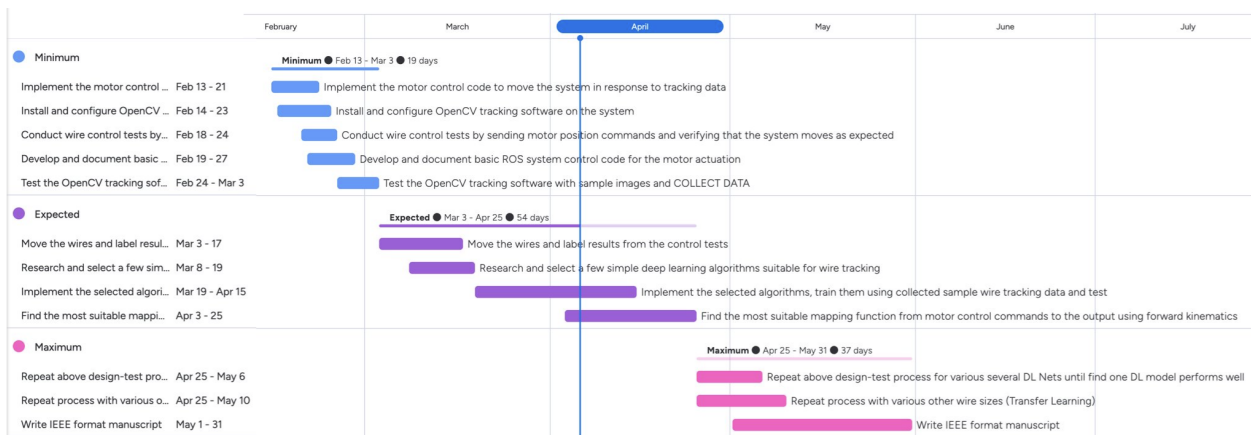 February March April May June July
Minimum
Minimum ● Feb 13 - Mar 3 ● 19 days
Implement the motor control ... Feb 13 - 21 Implement the motor control code to move the system in response to tracking data
Install and configure OpenCV ... Feb 14 - 23 Install and configure OpenCV tracking software on the system
Conduct wire control tests by... Feb 18 - 24 Conduct wire control tests by sending motor position commands and verifying that the system moves as expected
Develop and document basic ... Feb 19 - 27 Develop and document basic ROS system control code for the motor actuation
Test the OpenCV tracking sof... Feb 24 - Mar 3 Test the OpenCV tracking software with sample images and COLLECT DATA
Expected
Expected ● Mar 3 - Apr 25 ● 54 days
Move the wires and label resul... Mar 3 - 17 Move the wires and label results from the control tests
Research and select a few sim... Mar 8 - 19 Research and select a few simple deep learning algorithms suitable for wire tracking
Implement the selected algori... Mar 19 - Apr 15 Implement the selected algorithms, train them using collected sample wire tracking data and test
Find the most suitable mappi... Apr 3 - 25 Find the most suitable mapping function from motor control commands to the output using forward kinematics
Maximum
Maximum ● Apr 25 - May 31 ● 37 days
Repeat above design-test pro... Apr 25 - May 6 Repeat above design-test process for various several DL Nets until find one DL model performs well
Repeat process with various o... Apr 25 - May 10 Repeat process with various other wire sizes (Transfer Learning)
Write IEEE format manuscript May 1 - 31 Write IEEE format manuscript